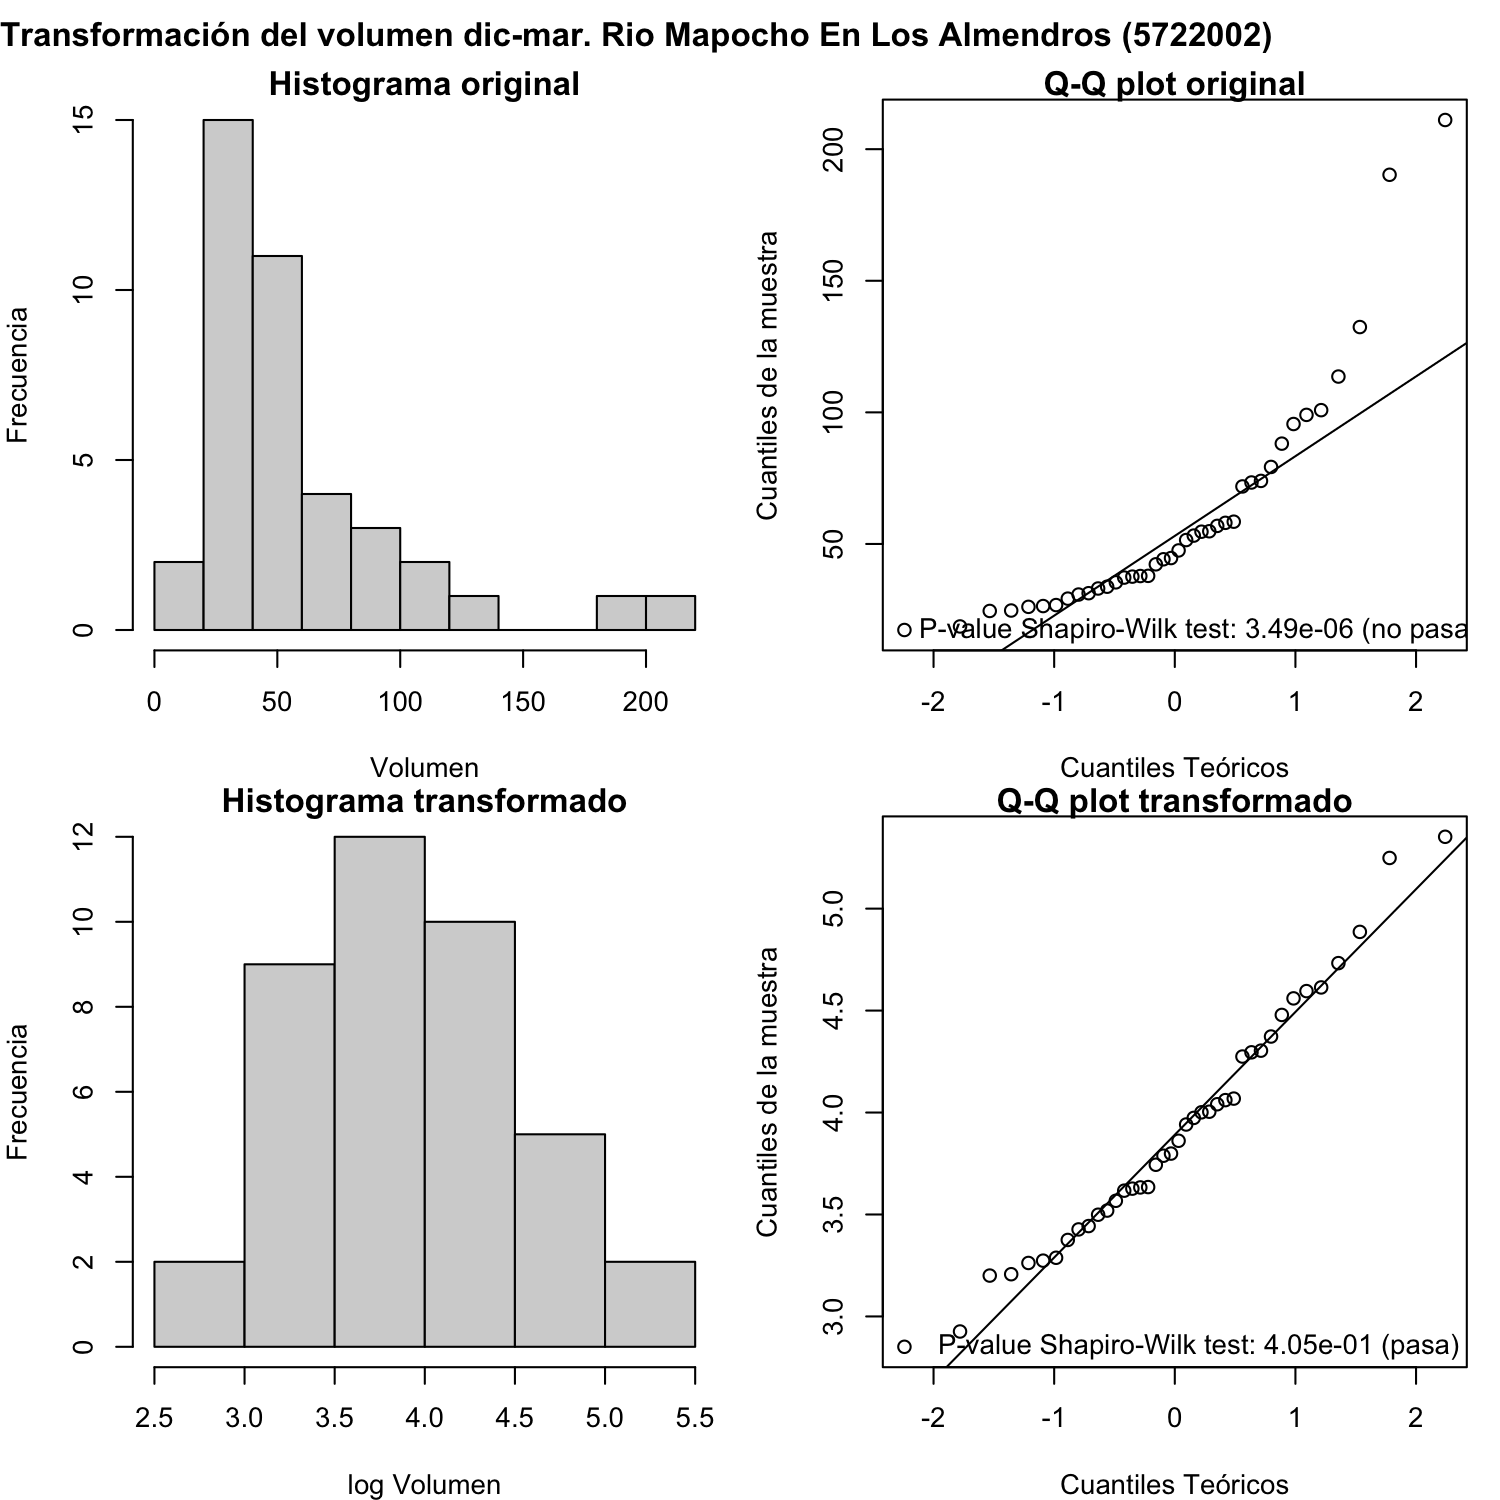 Transformación del volumen dic-mar. Rio Mapocho En Los Almendros (5722002)
Histograma original
Frecuencia
15
10
5
0
0 50 100 150 200
Volumen
Q-Q plot original
Cuantiles de la muestra
200
150
100
50
P-value Shapiro-Wilk test: 3.49e-06 (no pasa
-2 -1 0 1 2
Cuantiles Teóricos
Histograma transformado
Frecuencia
12
10
8
6
4
2
0
2.5 3.0 3.5 4.0 4.5 5.0 5.5
log Volumen
Q-Q plot transformado
Cuantiles de la muestra
5.0
4.5
4.0
3.5
3.0
P-value Shapiro-Wilk test: 4.05e-01 (pasa)
-2 -1 0 1 2
Cuantiles Teóricos